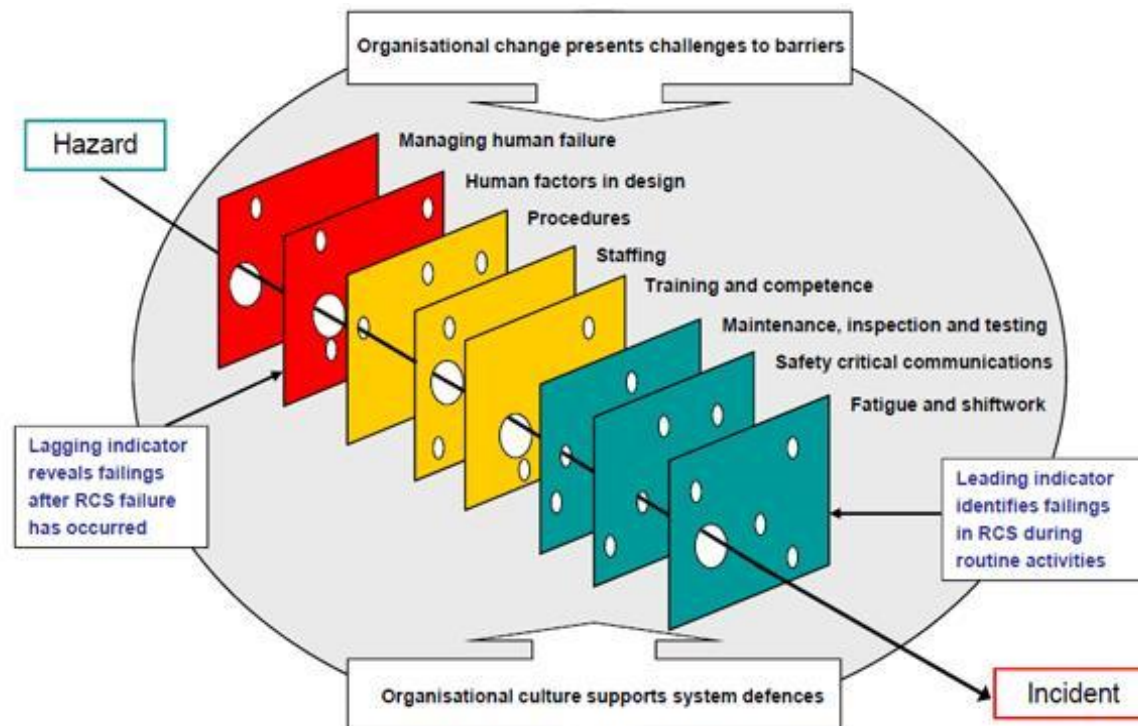 Organisational change presents challenges to barriers
Hazard
Managing human failure
Human factors in design
Procedures
Staffing
Training and competence
Maintenance, inspection and testing
Safety critical communications
Fatigue and shiftwork
Lagging indicator
reveals failings
after RCS failure
has occurred
Leading indicator
identifies failings
in RCS during
routine activities
Organisational culture supports system defences
Incident